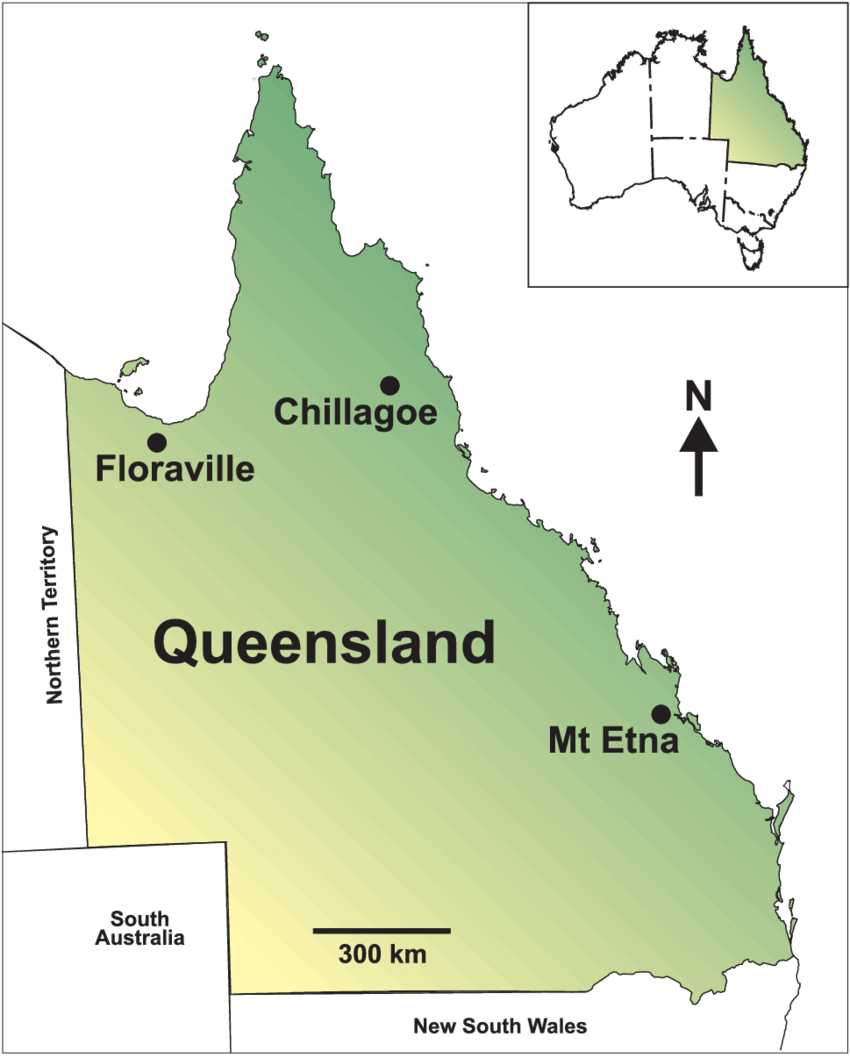 N
Chillagoe
Floraville
Northern Territory
Queensland
Mt Etna
South
Australia
300 km
New South Wales